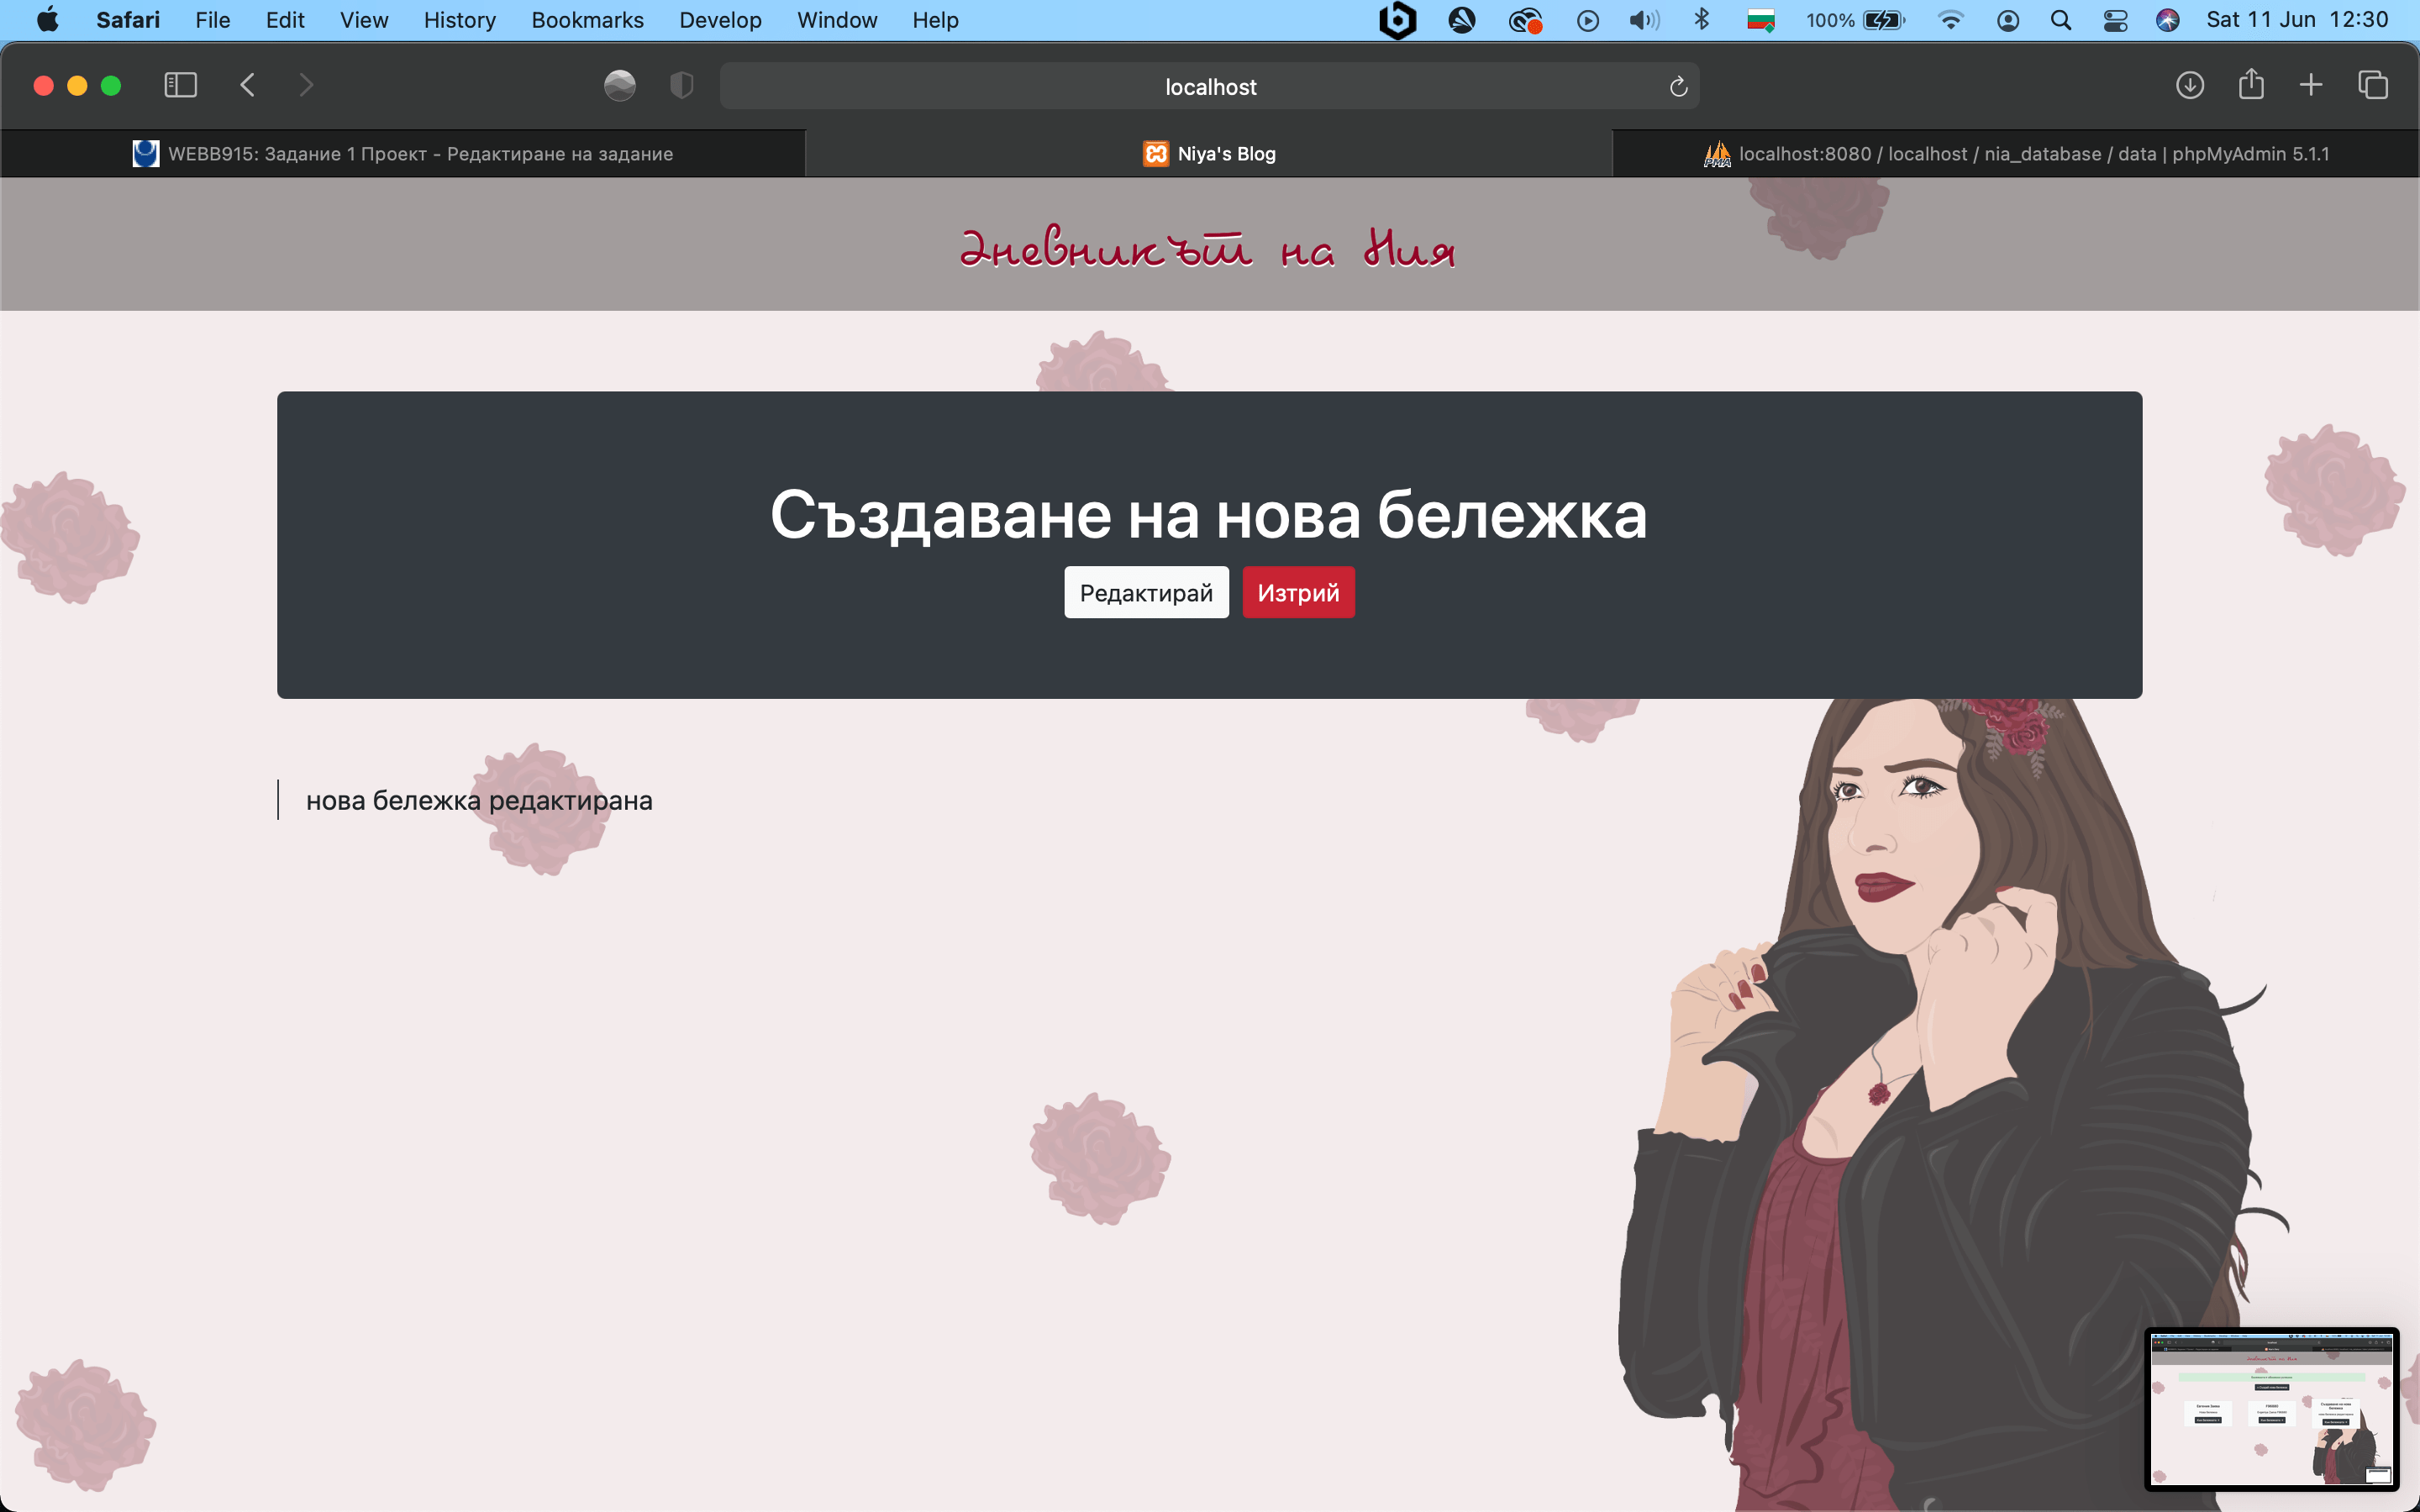 Safari File Edit View History Bookmarks Develop Window Help 100% Sat 11 Jun 12:30
localhost
WEBB915: Задание 1 Проект - Редактиране на задание
Niya's Blog
localhost:8080 / localhost / nia_database / data | phpMyAdmin 5.1.1
Дневникът на Ния
Създаване на нова бележка
Редактирай Изтрий
нова бележка редактирана